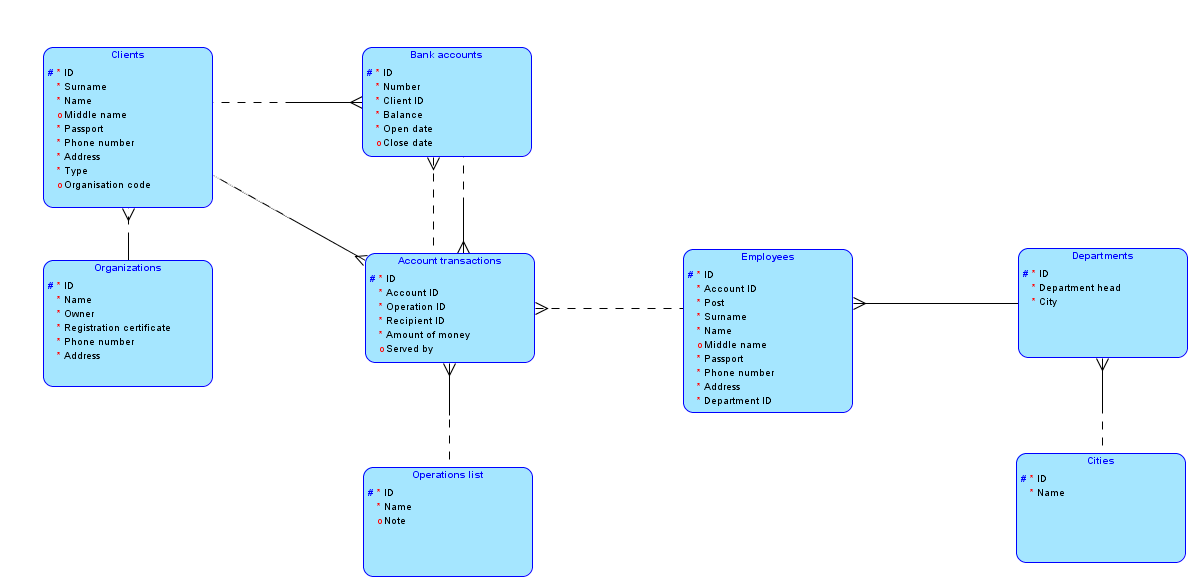 Clients
# * ID
* Surname
* Name
o Middle name
* Passport
* Phone number
* Address
* Type
o Organisation code
Bank accounts
# * ID
* Number
* Client ID
* Balance
* Open date
o Close date
Organizations
# * ID
* Name
* Owner
* Registration certificate
* Phone number
* Address
Account transactions
# * ID
* Account ID
* Operation ID
* Recipient ID
* Amount of money
o Served by
Employees
# * ID
* Account ID
* Post
* Surname
* Name
o Middle name
* Passport
* Phone number
* Address
* Department ID
Departments
# * ID
* Department head
* City
Operations list
# * ID
* Name
o Note
Cities
# * ID
* Name